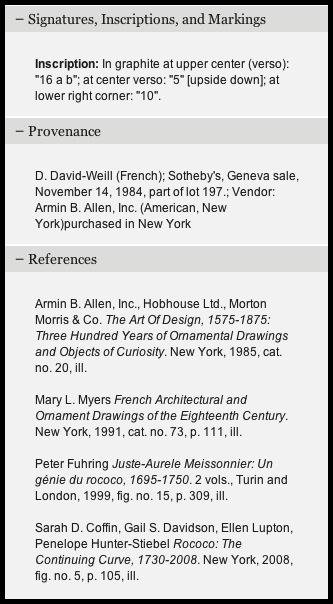 – Signatures, Inscriptions, and Markings
Inscription: In graphite at upper center (verso):
"16 a b"; at center verso: "5" [upside down]; at
lower right corner: "10".
– Provenance
D. David-Weill (French); Sotheby's, Geneva sale,
November 14, 1984, part of lot 197.; Vendor:
Armin B. Allen, Inc. (American, New
York)purchased in New York
– References
Armin B. Allen, Inc., Hobhouse Ltd., Morton
Morris & Co. The Art Of Design, 1575-1875:
Three Hundred Years of Ornamental Drawings
and Objects of Curiosity. New York, 1985, cat.
no. 20, ill.
Mary L. Myers French Architectural and
Ornament Drawings of the Eighteenth Century.
New York, 1991, cat. no. 73, p. 111, ill.
Peter Fuhring Juste-Aurele Meissonnier: Un
génie du rococo, 1695-1750. 2 vols., Turin and
London, 1999, fig. no. 15, p. 309, ill.
Sarah D. Coffin, Gail S. Davidson, Ellen Lupton,
Penelope Hunter-Stiebel Rococo: The
Continuing Curve, 1730-2008. New York, 2008,
fig. no. 5, p. 105, ill.